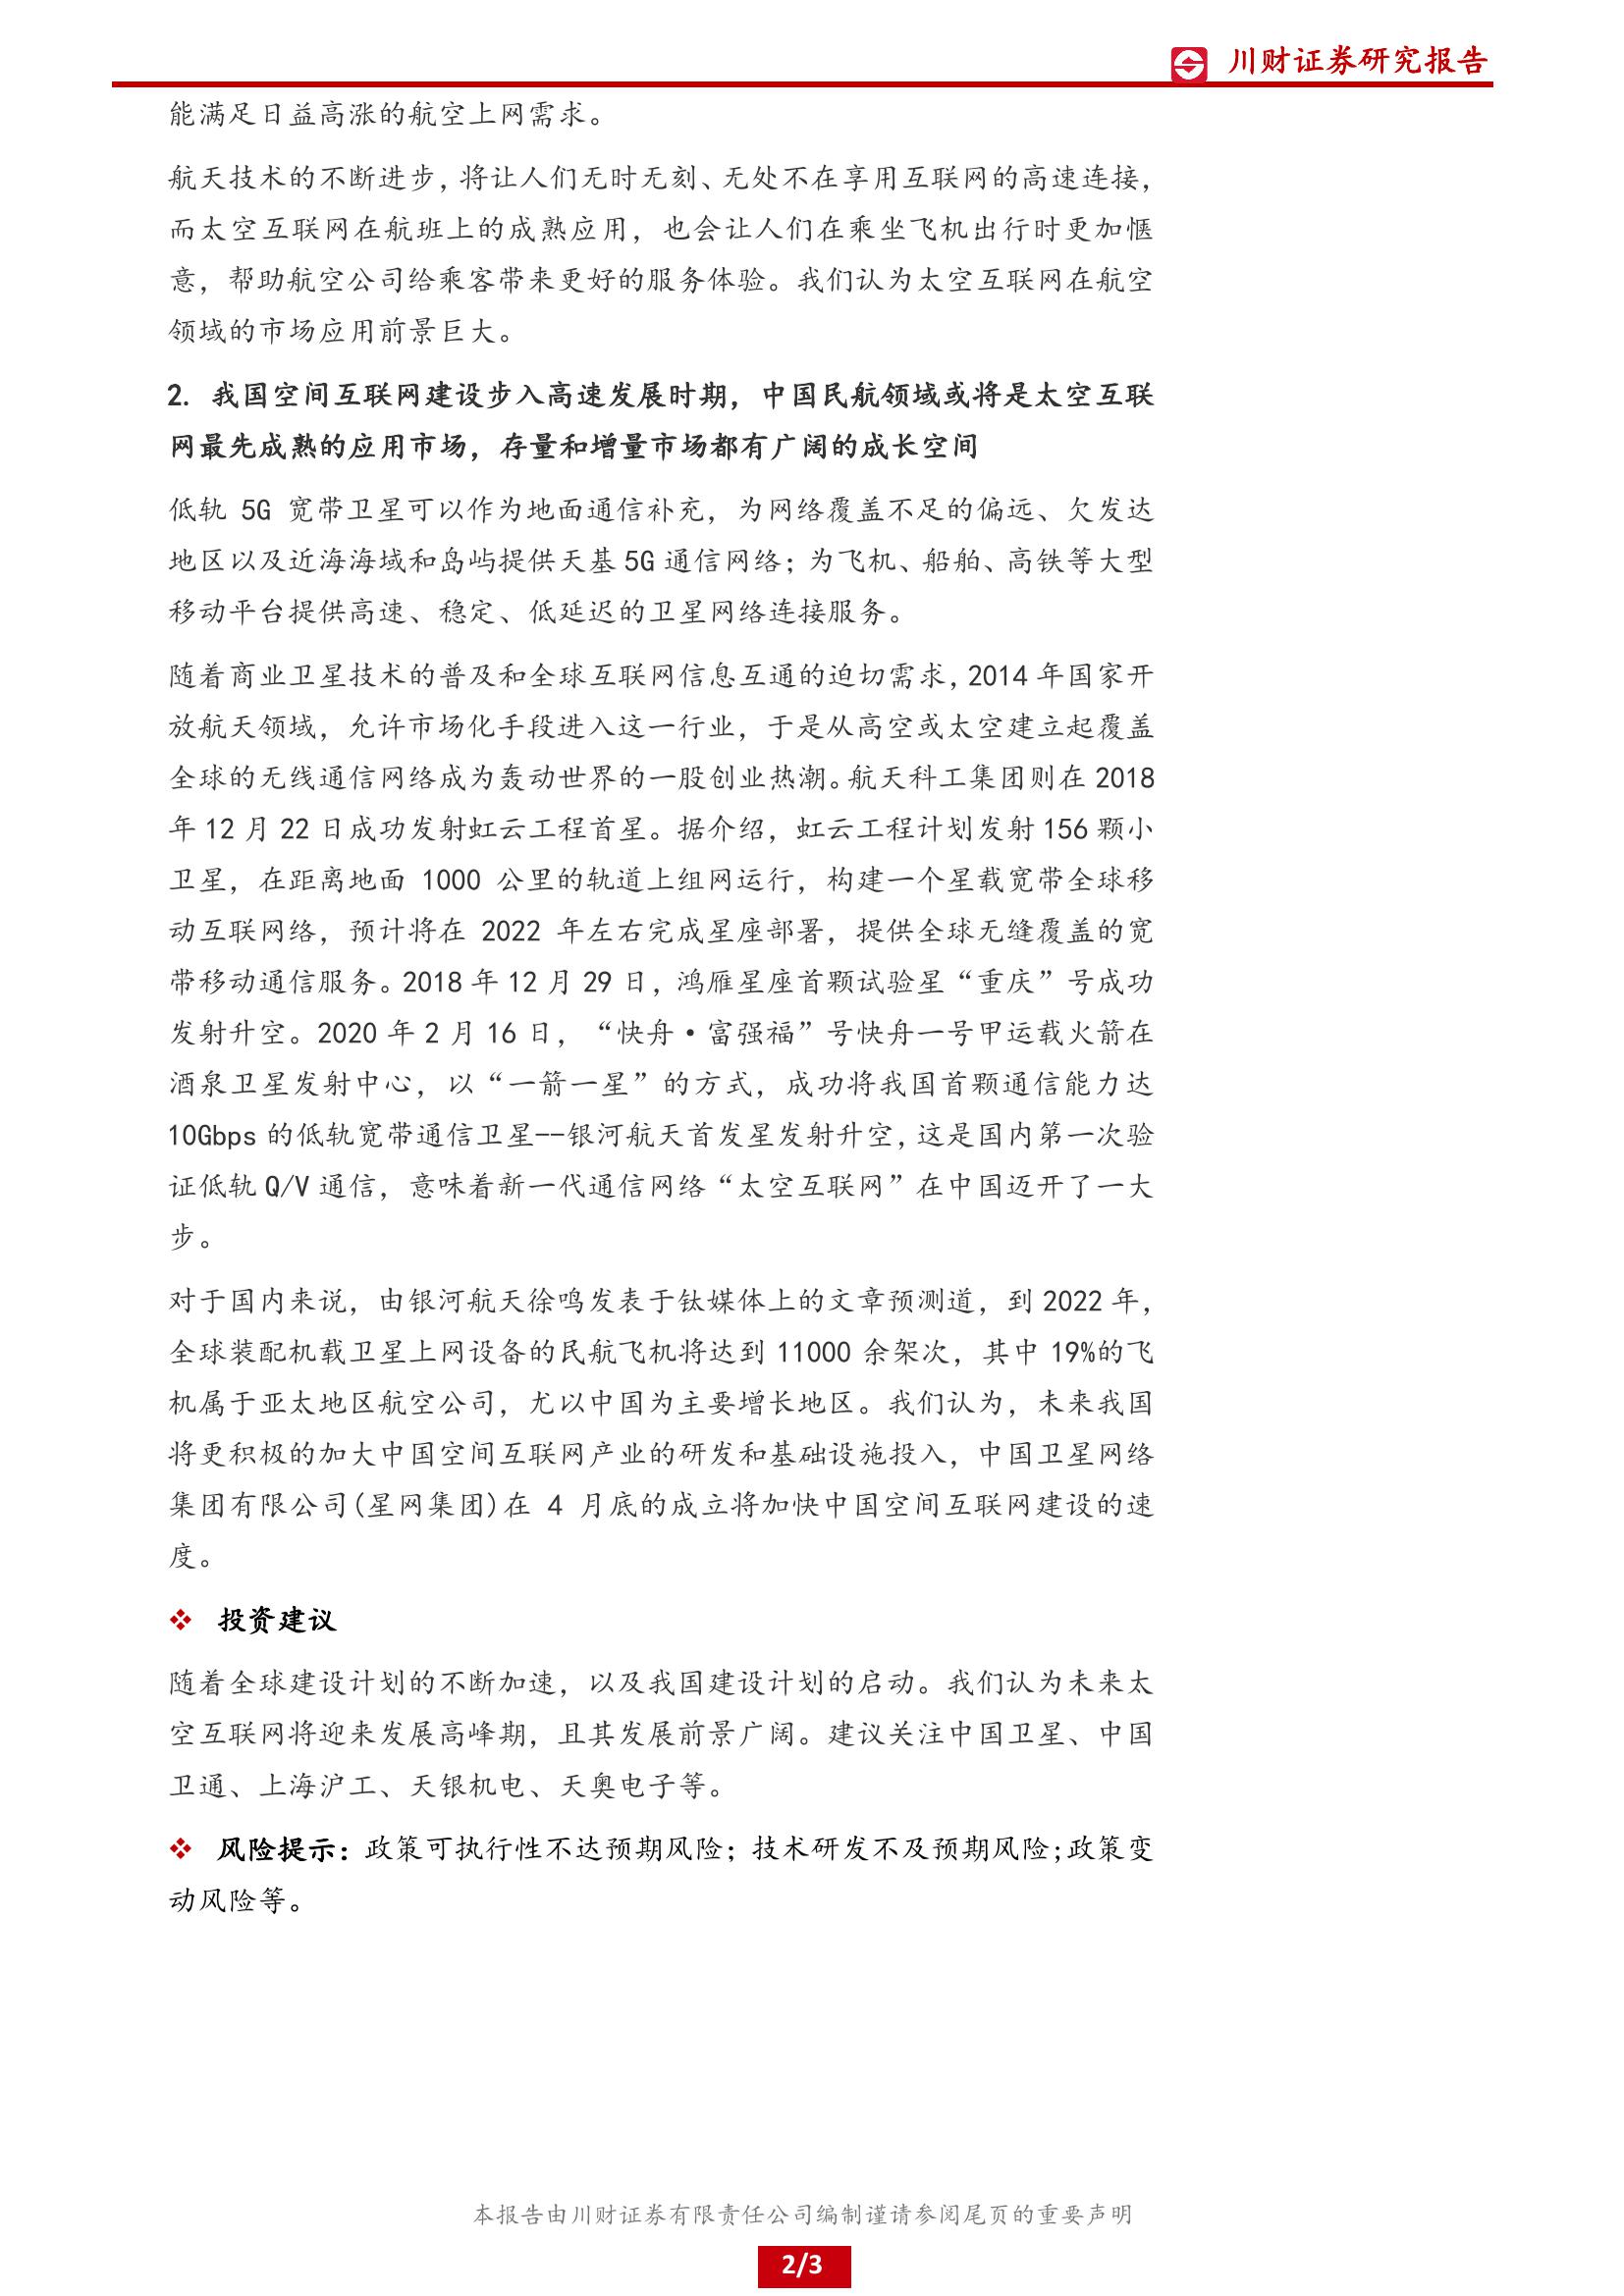 川财证券研究报告
能满足日益高涨的航空上网需求。
航天技术的不断进步，将让人们无时无刻、无处不在享用互联网的高速连接，
而太空互联网在航班上的成熟应用，也会让人们在乘坐飞机出行时更加惬
意，帮助航空公司给乘客带来更好的服务体验。我们认为太空互联网在航空
领域的市场应用前景巨大。
2. 我国空间互联网建设步入高速发展时期，中国民航领域或将是太空互联
网最先成熟的应用市场，存量和增量市场都有广阔的成长空间
低轨 5G 宽带卫星可以作为地面通信补充，为网络覆盖不足的偏远、欠发达
地区以及近海海域和岛屿提供天基 5G 通信网络；为飞机、船舶、高铁等大型
移动平台提供高速、稳定、低延迟的卫星网络连接服务。
随着商业卫星技术的普及和全球互联网信息互通的迫切需求，2014 年国家开
放航天领域，允许市场化手段进入这一行业，于是从高空或太空建立起覆盖
全球的无线通信网络成为轰动世界的一股创业热潮。航天科工集团则在 2018
年 12 月 22 日成功发射虹云工程首星。据介绍，虹云工程计划发射 156 颗小
卫星，在距离地面 1000 公里的轨道上组网运行，构建一个星载宽带全球移
动互联网络，预计将在 2022 年左右完成星座部署，提供全球无缝覆盖的宽
带移动通信服务。2018 年 12 月 29 日，鸿雁星座首颗试验星“重庆”号成功
发射升空。2020 年 2 月 16 日，“快舟·富强福”号快舟一号甲运载火箭在
酒泉卫星发射中心，以“一箭一星”的方式，成功将我国首颗通信能力达
10Gbps 的低轨宽带通信卫星--银河航天首发星发射升空，这是国内第一次验
证低轨 Q/V 通信，意味着新一代通信网络“太空互联网”在中国迈开了一大
步。
对于国内来说，由银河航天徐鸣发表于钛媒体上的文章预测道，到 2022 年，
全球装配机载卫星上网设备的民航飞机将达到 11000 余架次，其中 19%的飞
机属于亚太地区航空公司，尤以中国为主要增长地区。我们认为，未来我国
将更积极的加大中国空间互联网产业的研发和基础设施投入，中国卫星网络
集团有限公司(星网集团)在 4 月底的成立将加快中国空间互联网建设的速
度。
❖ 投资建议
随着全球建设计划的不断加速，以及我国建设计划的启动。我们认为未来太
空互联网将迎来发展高峰期，且其发展前景广阔。建议关注中国卫星、中国
卫通、上海沪工、天银机电、天奥电子等。
❖ 风险提示：政策可执行性不达预期风险；技术研发不及预期风险;政策变
动风险等。
本报告由川财证券有限责任公司编制谨请参阅尾页的重要声明
2/3